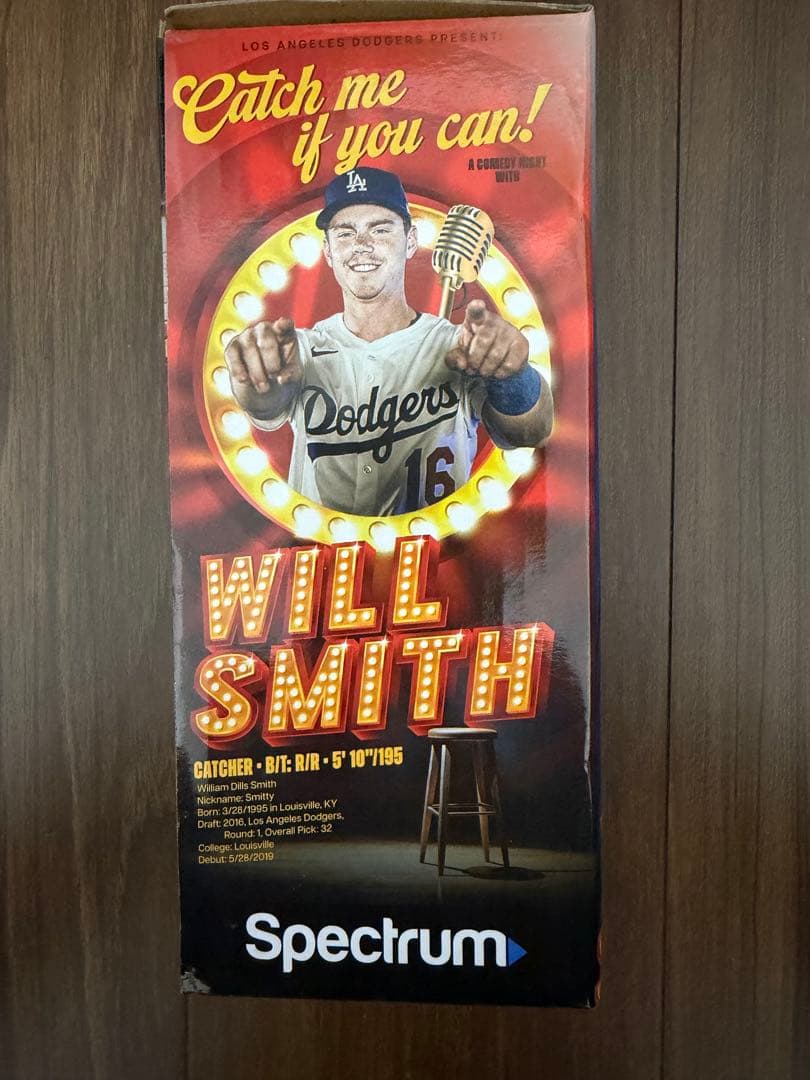 LOS ANGELES DODGERS PRESENT:
Catch me
if you can!
A COMEDY NIGHT
WITH
LA
Dodgers
16
WILL
SMITH
CATCHER • B/T: R/R • 5' 10"/195
William Dills Smith
Nickname: Smitty
Born: 3/28/1995 in Louisville, KY
Draft: 2016, Los Angeles Dodgers,
Round: 1, Overall Pick: 32
College: Louisville
Debut: 5/28/2019
Spectrum